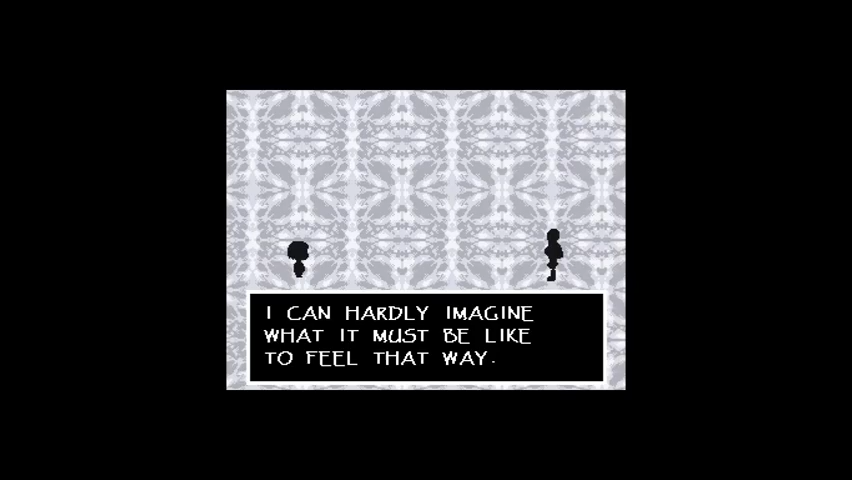 I CAN HARDLY IMAGINE
WHAT IT MUST BE LIKE
TO FEEL THAT WAY.